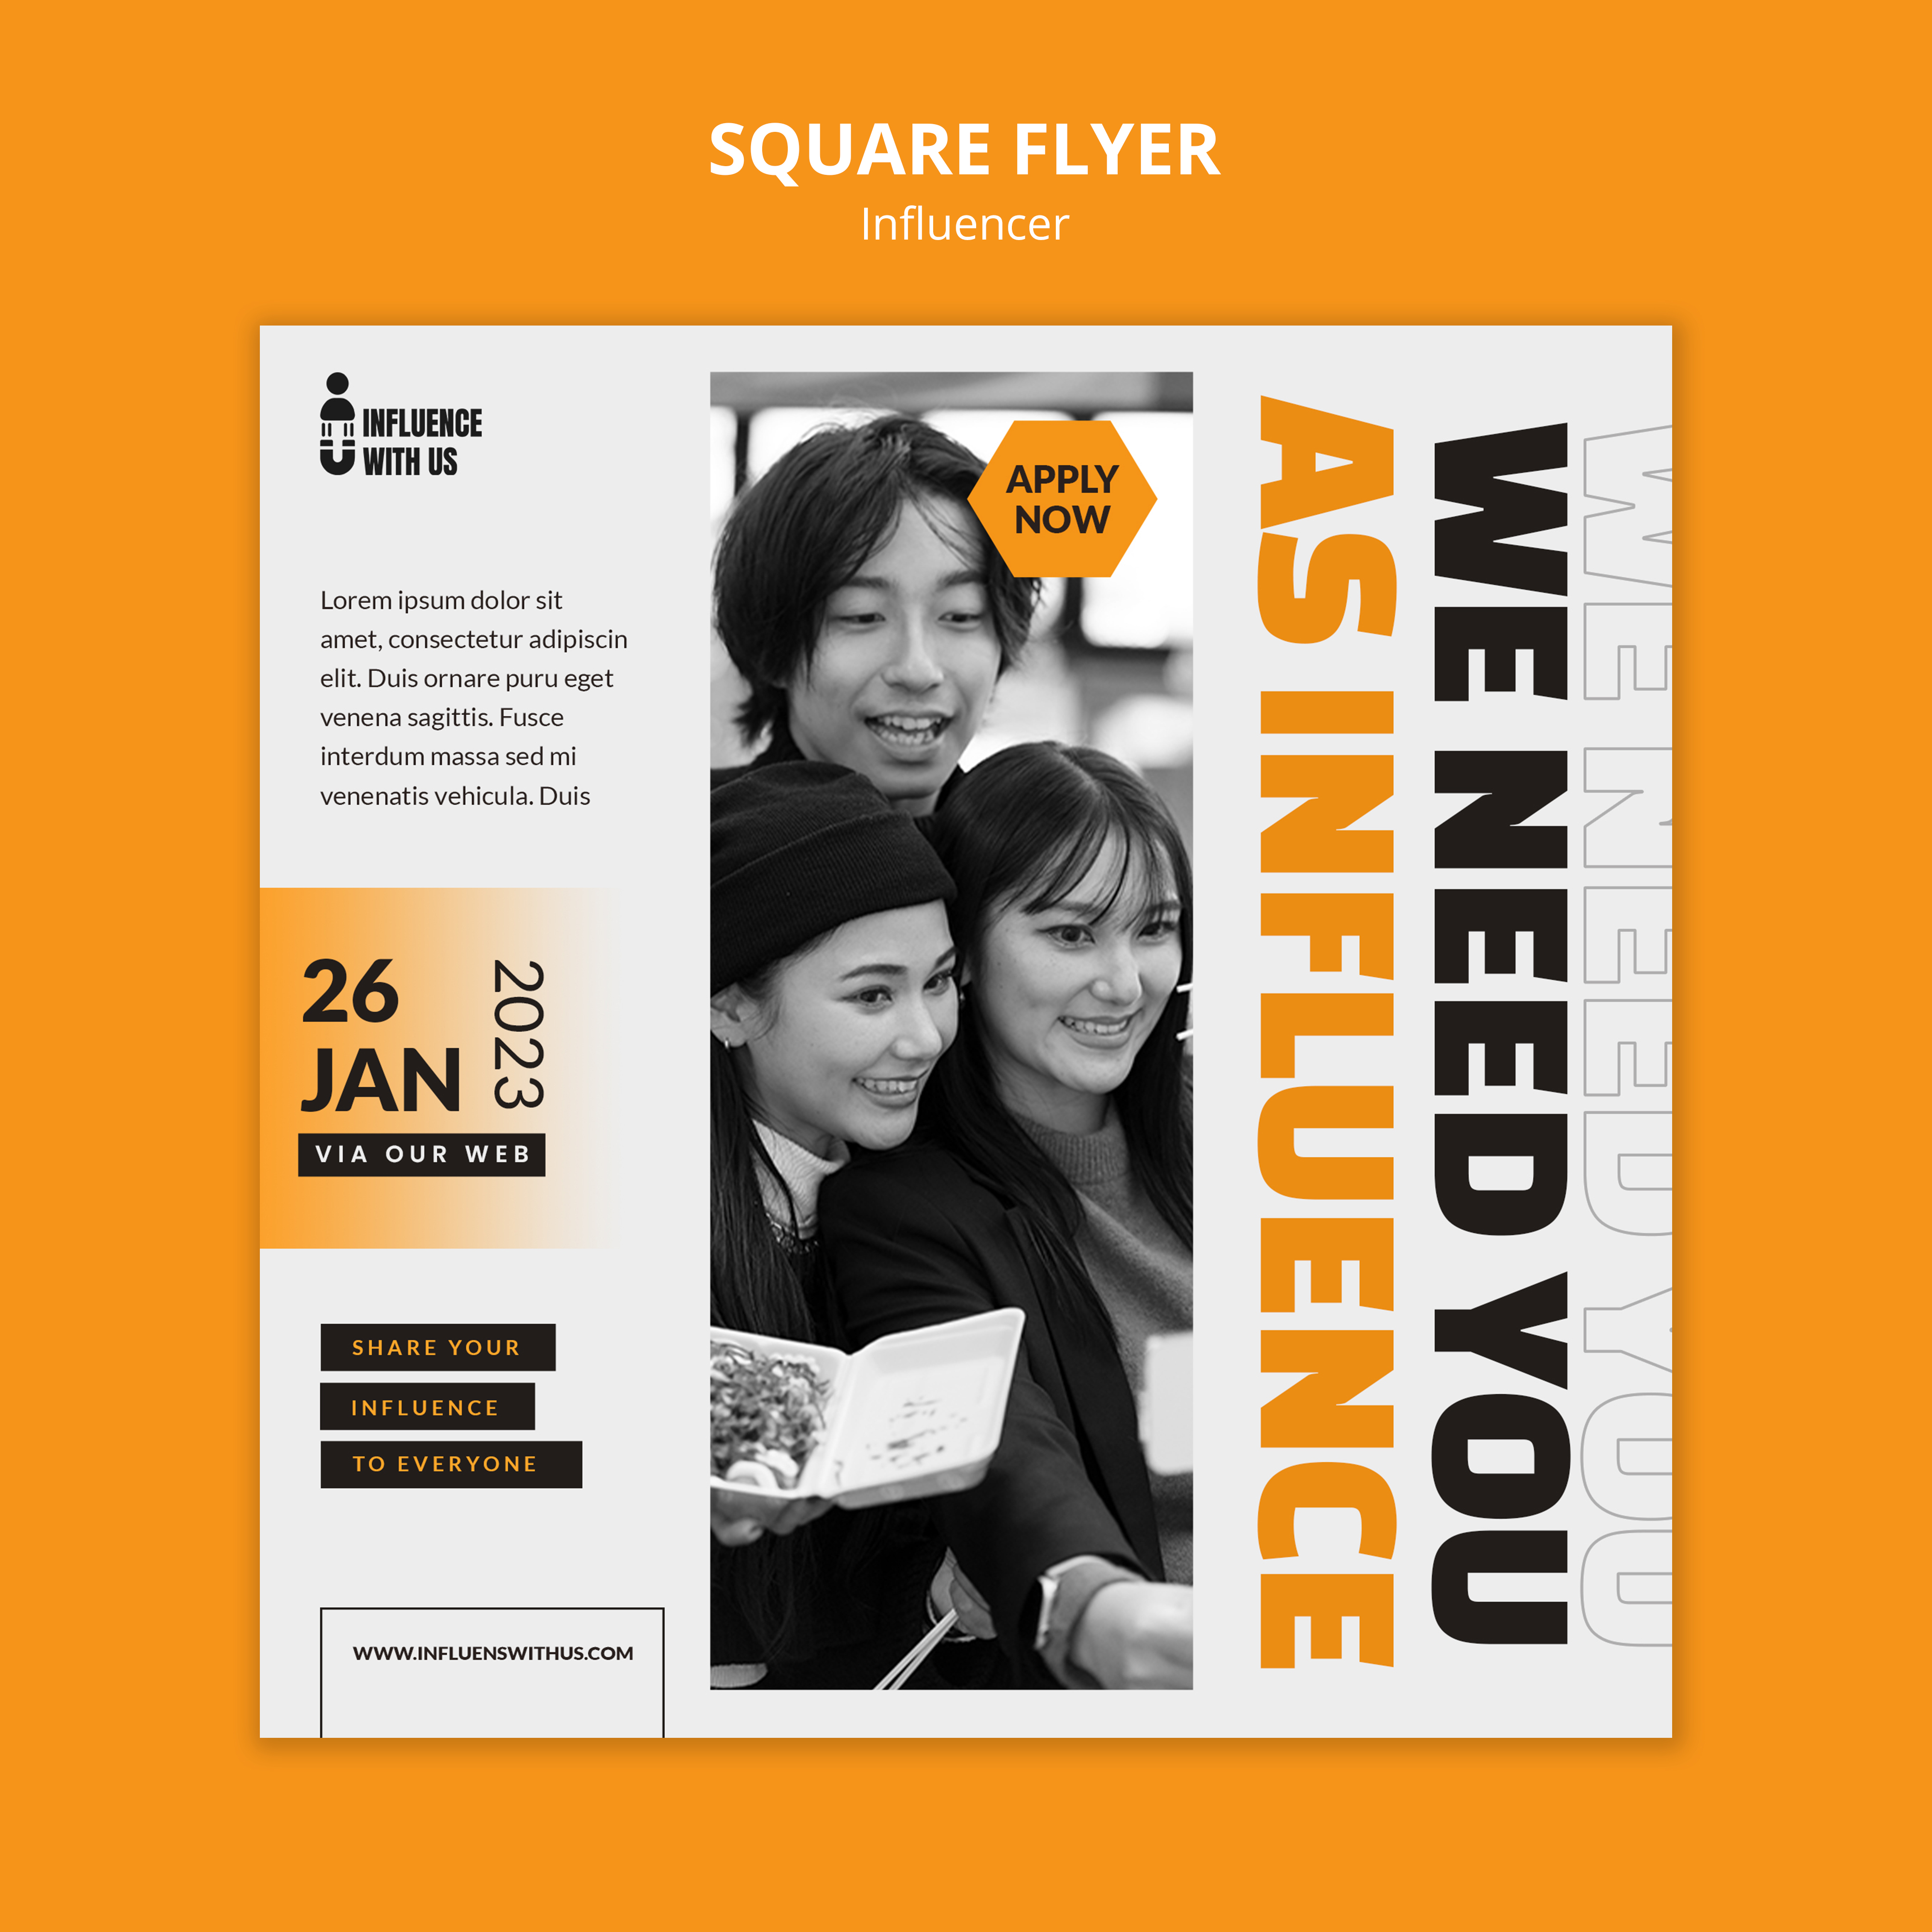 SQUARE FLYER
Influencer
INFLUENCE
WITH US
Lorem ipsum dolor sit
amet, consectetur adipiscin
elit. Duis ornare puru eget
venena sagittis. Fusce
interdum massa sed mi
venenatis vehicula. Duis
26
JAN
2023
VIA OUR WEB
SHARE YOUR
INFLUENCE
TO EVERYONE
WWW.INFLUENSWITHUS.COM
APPLY
NOW
WE NEED YOU
WE NEED YOU
AS INFLUENCE